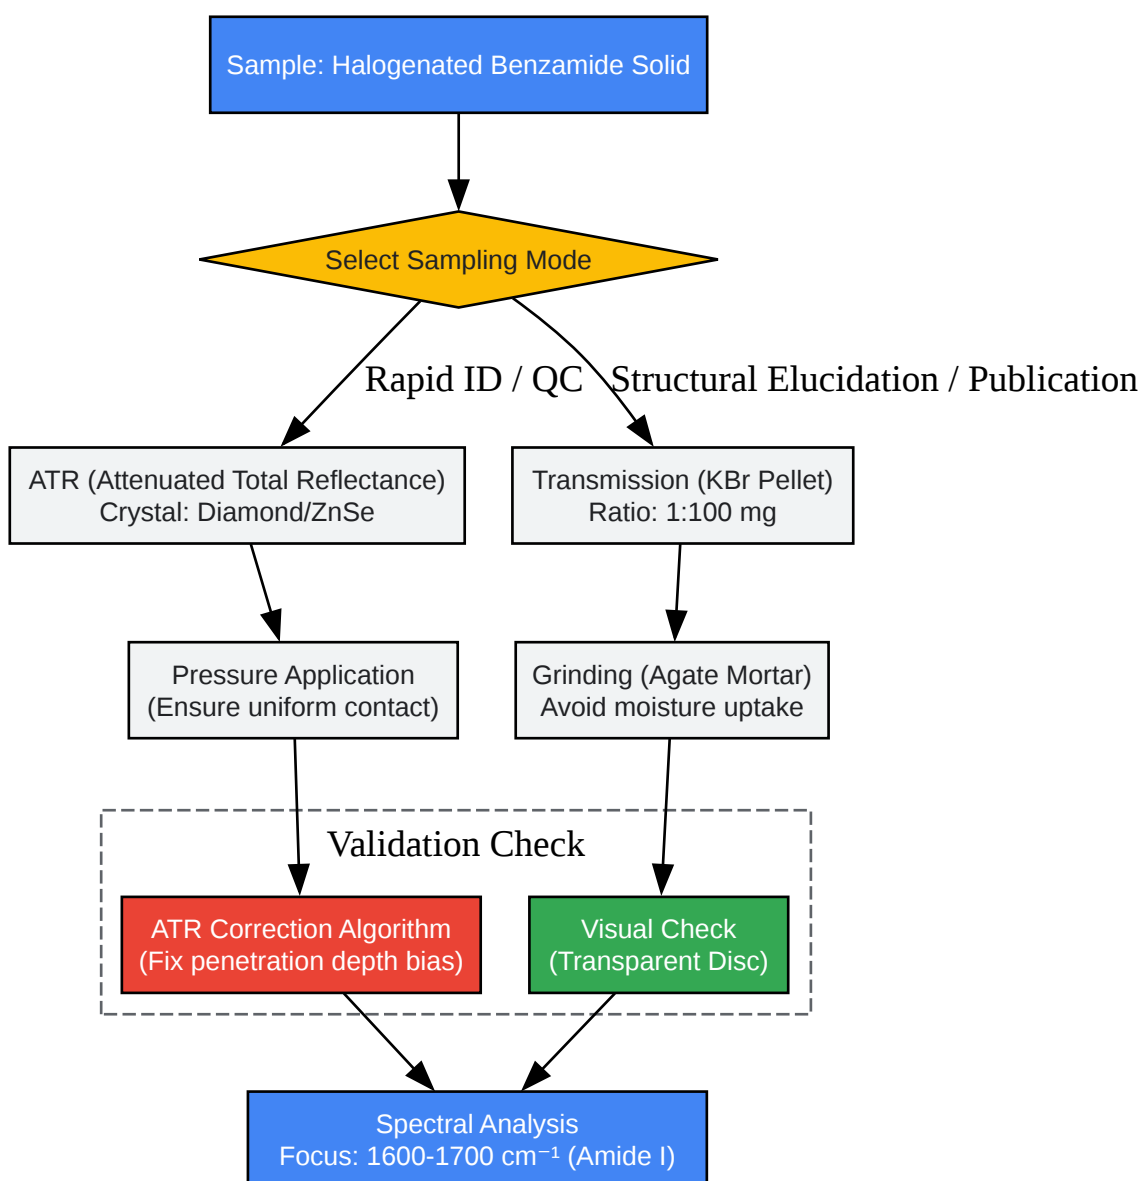 Sample: Halogenated Benzamide Solid
Select Sampling Mode
Rapid ID / QC
Structural Elucidation / Publication
ATR (Attenuated Total Reflectance)
Crystal: Diamond/ZnSe
Transmission (KBr Pellet)
Ratio: 1:100 mg
Pressure Application
(Ensure uniform contact)
Grinding (Agate Mortar)
Avoid moisture uptake
Validation Check
ATR Correction Algorithm
(Fix penetration depth bias)
Visual Check
(Transparent Disc)
Spectral Analysis
Focus: 1600-1700 cm⁻¹ (Amide I)